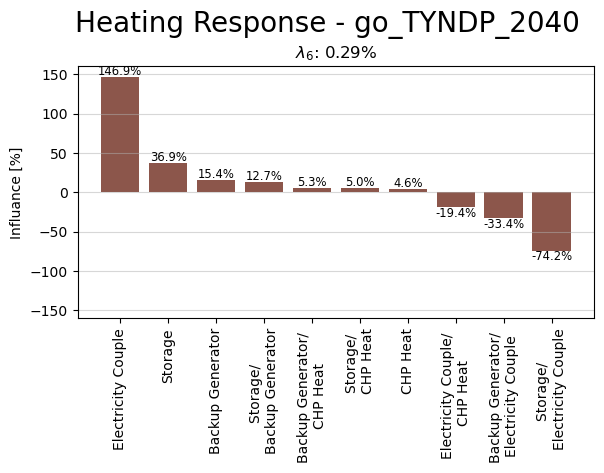 Heating Response - go_TYNDP_2040
λ6: 0.29%
Influance [%]
150
100
50
0
−50
−100
−150
146.9%
36.9%
15.4%
12.7%
5.3%
5.0%
4.6%
-19.4%
-33.4%
-74.2%
Electricity Couple
Storage
Backup Generator
Storage/
Backup Generator
Backup Generator/
CHP Heat
Storage/
CHP Heat
CHP Heat
Electricity Couple/
CHP Heat
Backup Generator/
Electricity Couple
Storage/
Electricity Couple